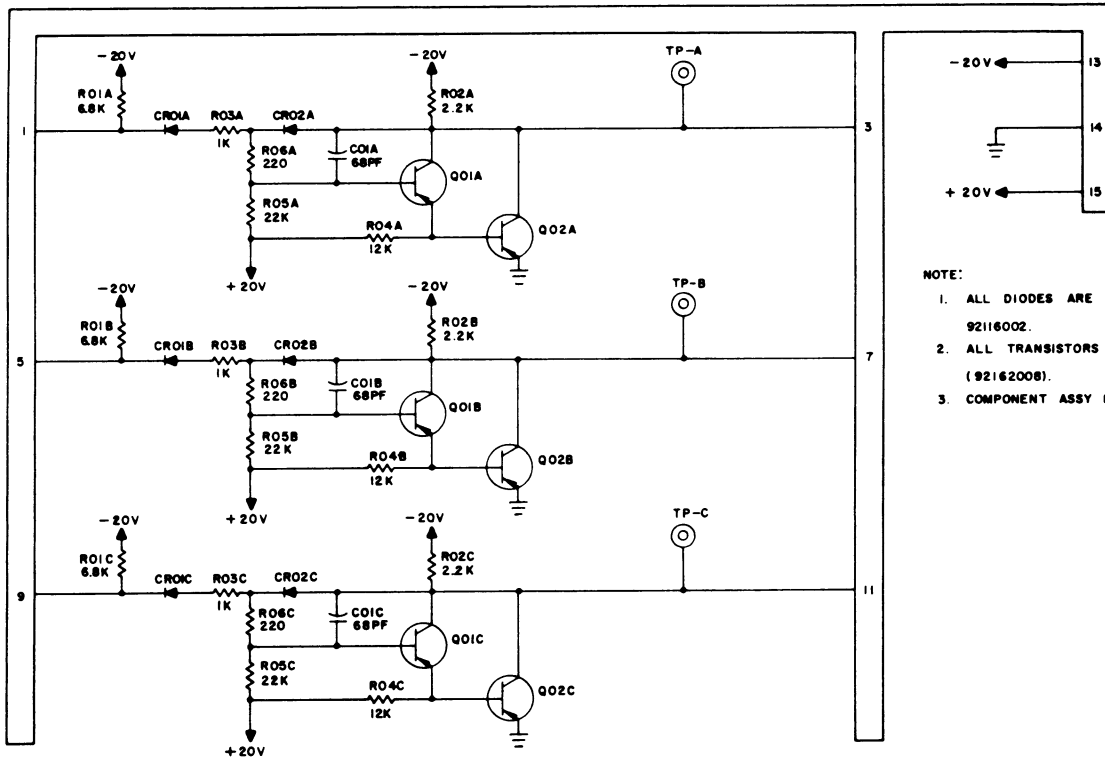 -20V
R01A
6.8K
CR01A
R03A
1K
CR02A
R06A
220
C01A
68PF
R05A
22K
R04A
12K
+20V
-20V
R02A
2.2K
Q01A
Q02A
TP-A
1
3
-20V
R01B
6.8K
CR01B
R03B
1K
CR02B
R06B
220
C01B
68PF
R05B
22K
R04B
12K
+20V
-20V
R02B
2.2K
Q01B
Q02B
TP-B
5
7
-20V
R01C
6.8K
CR01C
R03C
1K
CR02C
R06C
220
C01C
68PF
R05C
22K
R04C
12K
+20V
-20V
R02C
2.2K
Q01C
Q02C
TP-C
9
11
-20V
13
14
+20V
15
NOTE:
1. ALL DIODES ARE
92116002.
2. ALL TRANSISTORS
(92162008).
3. COMPONENT ASSY